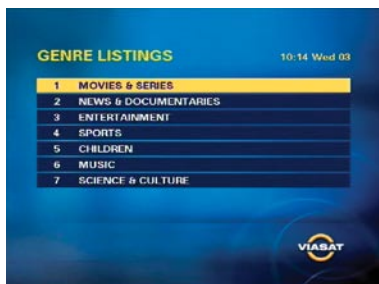 GENRE LISTINGS 10:14 Wed 03
1 MOVIES & SERIES
2 NEWS & DOCUMENTARIES
3 ENTERTAINMENT
4 SPORTS
5 CHILDREN
6 MUSIC
7 SCIENCE & CULTURE
VIASAT